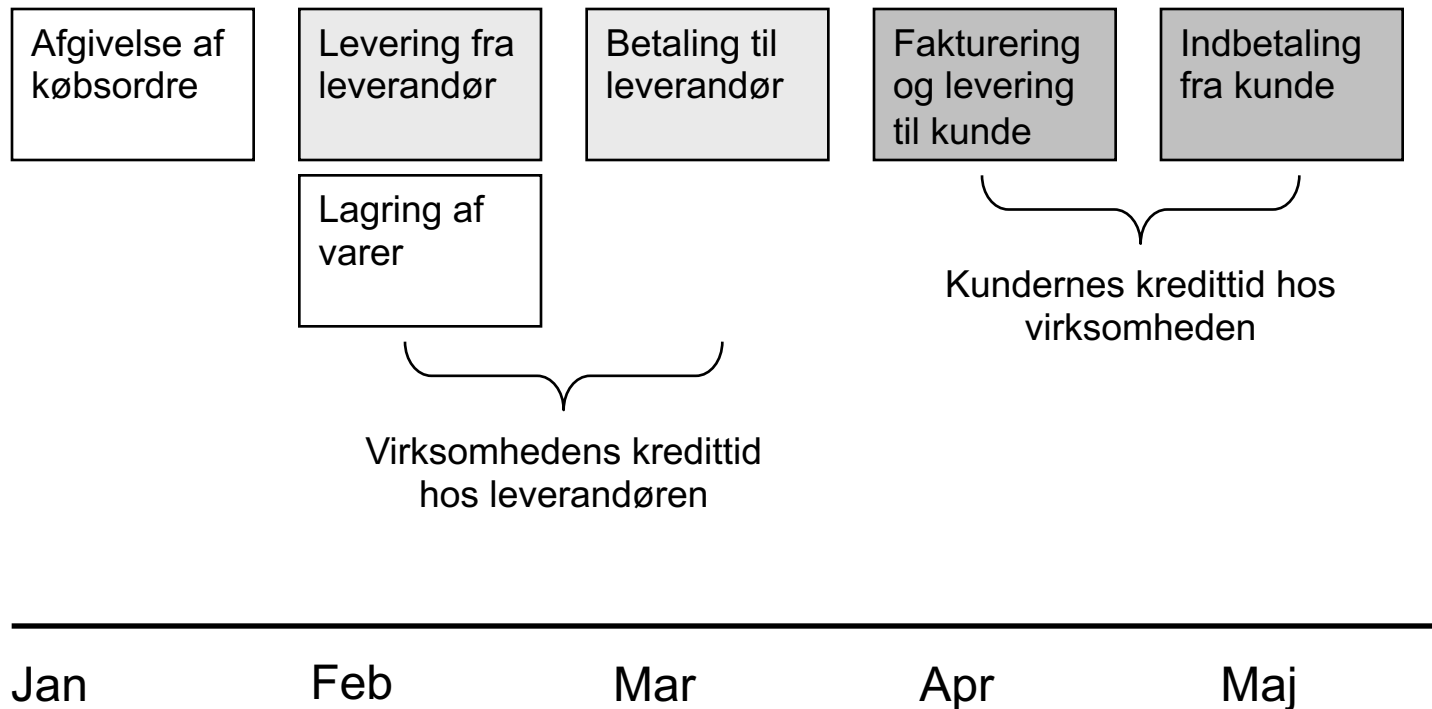 Afgivelse af
købsordre
Levering fra
leverandør
Betaling til
leverandør
Fakturering
og levering
til kunde
Indbetaling
fra kunde
Lagring af
varer
Kundernes kredittid hos
virksomheden
Virksomhedens kredittid
hos leverandøren
Jan
Feb
Mar
Apr
Maj